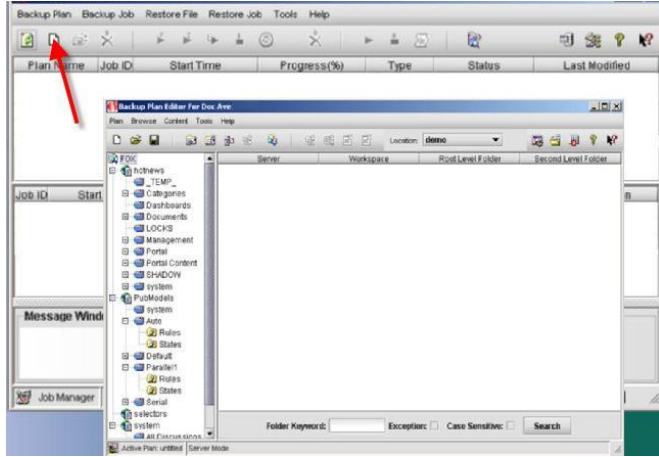 Backup Plan Backup Job Restore File Restore Job Tools Help
Plan Name Job ID Start Time Progress(%) Type Status Last Modified
Backup Plan Editor For Doc Ave
Plan Browse Content Tools Help
Location: demo
FOX
Server Workspace Root Level Folder Second Level Folder
hotnews
_TEMP_
Categories
Dashboards
Documents
LOCKS
Management
Portal
Portal Content
SHADOW
system
PubModels
system
Auto
Rules
States
Default
Parallel1
Rules
States
Serial
selectors
system
All Discussions
Job ID Start
Message Wind
Folder Keyword: Exception: Case Sensitive: Search
Job Manager
Active Plan: untitled Server Mode